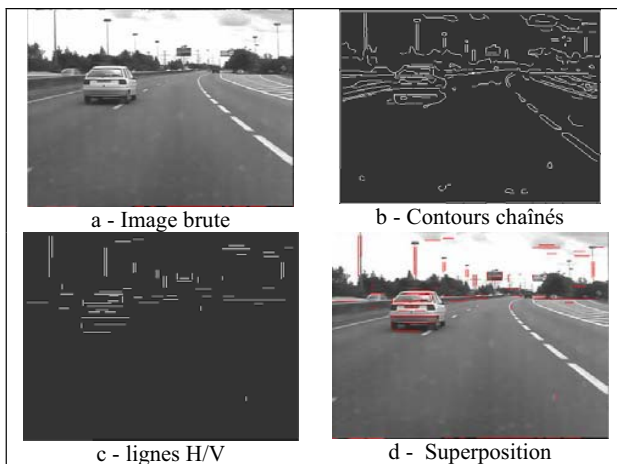 a - Image brute
b - Contours chaînés
c - lignes H/V
d - Superposition